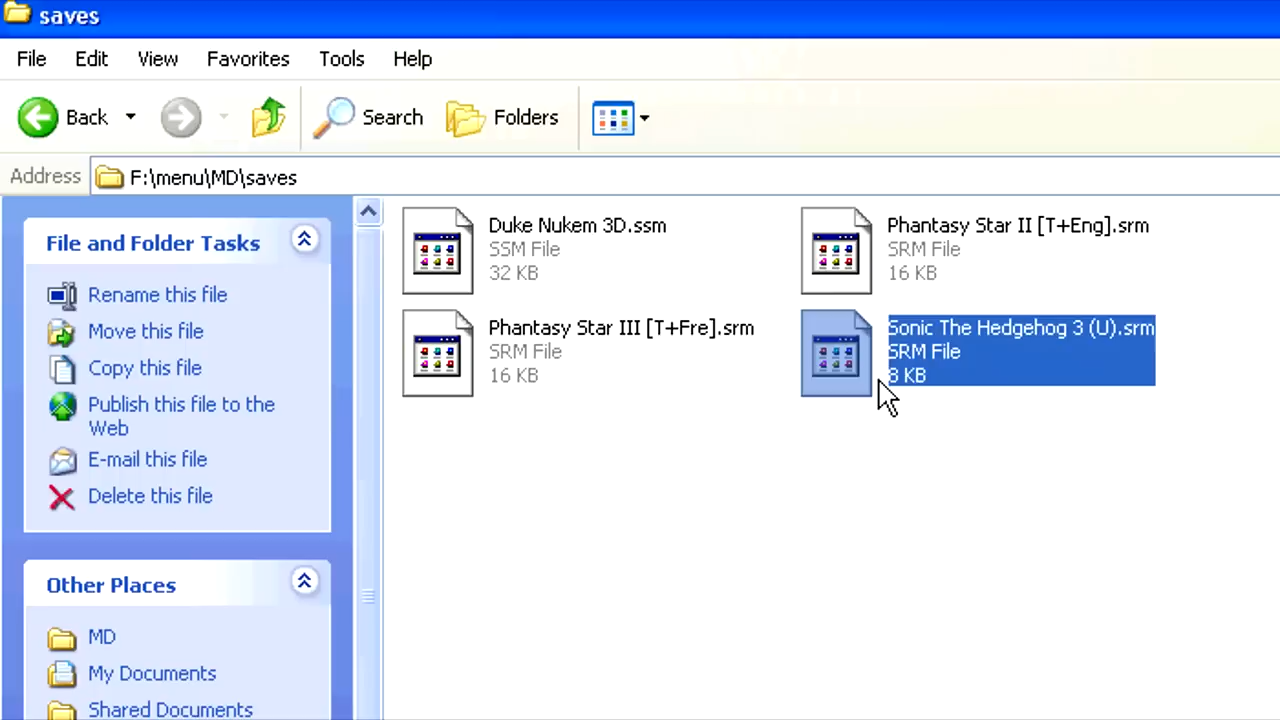 saves
File Edit View Favorites Tools Help
Back Search Folders
Address F:\menu\MD\saves
File and Folder Tasks
Rename this file
Move this file
Copy this file
Publish this file to the
Web
E-mail this file
Delete this file
Other Places
MD
My Documents
Shared Documents
Duke Nukem 3D.ssm
SSM File
32 KB
Phantasy Star II [T+Eng].srm
SRM File
16 KB
Phantasy Star III [T+Fre].srm
SRM File
16 KB
Sonic The Hedgehog 3 (U).srm
SRM File
8 KB